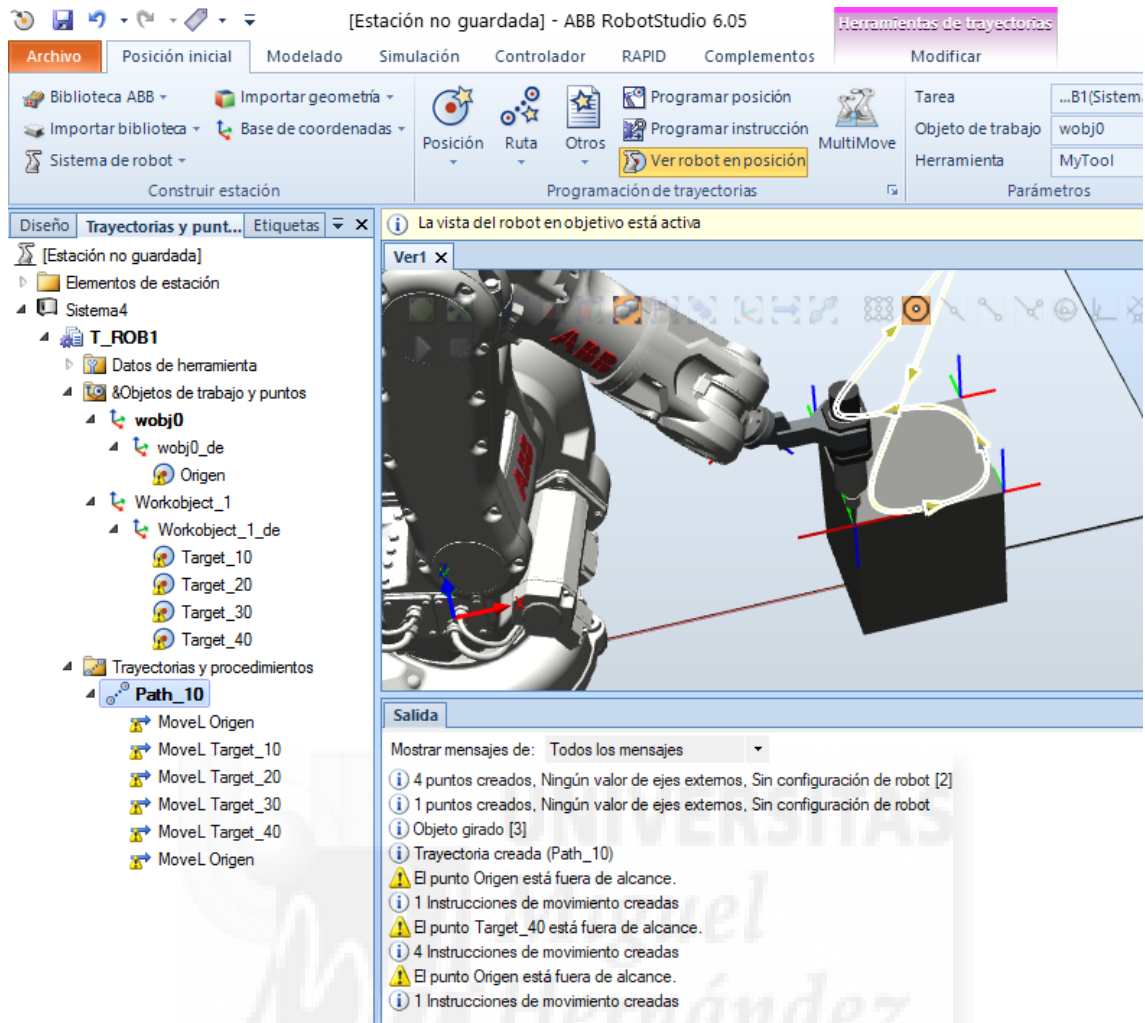 [Estación no guardada] - ABB RobotStudio 6.05
Herramientas de trayectorias
Archivo Posición inicial Modelado Simulación Controlador RAPID Complementos Modificar
Biblioteca ABB Importar geometría
Importar biblioteca Base de coordenadas
Sistema de robot
Construir estación
Posición Ruta Otros
Programar posición
Programar instrucción
Ver robot en posición
MultiMove
Programación de trayectorias
Tarea ...B1(Sistema
Objeto de trabajo wobj0
Herramienta MyTool
Parámetros
Diseño Trayectorias y punt... Etiquetas
La vista del robot en objetivo está activa
Ver1
[Estación no guardada]
Elementos de estación
Sistema4
T_ROB1
Datos de herramienta
&Objetos de trabajo y puntos
wobj0
wobj0_de
Origen
Workobject_1
Workobject_1_de
Target_10
Target_20
Target_30
Target_40
Trayectorias y procedimientos
Path_10
MoveL Origen
MoveL Target_10
MoveL Target_20
MoveL Target_30
MoveL Target_40
MoveL Origen
ABB
ABB
Z
X
Salida
Mostrar mensajes de: Todos los mensajes
4 puntos creados, Ningún valor de ejes externos, Sin configuración de robot [2]
1 puntos creados, Ningún valor de ejes externos, Sin configuración de robot
Objeto girado [3]
Trayectoria creada (Path_10)
El punto Origen está fuera de alcance.
1 Instrucciones de movimiento creadas
El punto Target_40 está fuera de alcance.
4 Instrucciones de movimiento creadas
El punto Origen está fuera de alcance.
1 Instrucciones de movimiento creadas
UNIVERSITAS
Miguel
Hernández